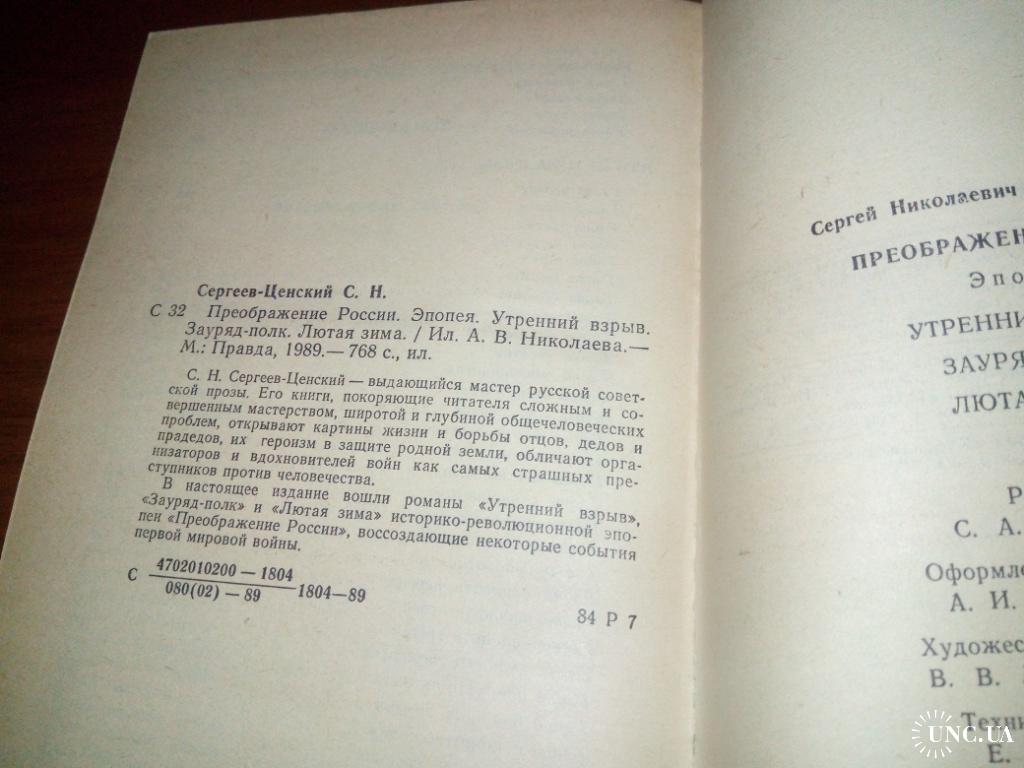 Сергеев-Ценский С. Н.
С 32 Преображение России. Эпопея. Утренний взрыв.
Зауряд-полк. Лютая зима. / Ил. А. В. Николаева.—
М.: Правда, 1989.— 768 с., ил.
С. Н. Сергеев-Ценский — выдающийся мастер русской совет-
ской прозы. Его книги, покоряющие читателя сложным и со-
вершенным мастерством, широтой и глубиной общечеловеческих
проблем, открывают картины жизни и борьбы отцов, дедов и
прадедов, их героизм в защите родной земли, обличают орга-
низаторов и вдохновителей войн как самых страшных пре-
ступников против человечества.
В настоящее издание вошли романы «Утренний взрыв»,
«Зауряд-полк» и «Лютая зима» историко-революционной эпо-
пеи «Преображение России», воссоздающие некоторые события
первой мировой войны.
С 4702010200 — 1804
080(02) — 89
1804—89
84 Р 7
Сергей Николаевич
ПРЕОБРАЖЕН
Эпо
УТРЕННИ
ЗАУРЯ
ЛЮТА
Р
С. А.
Оформле
А. И.
Художес
В. В.
Техни
Е.
UNC.UA